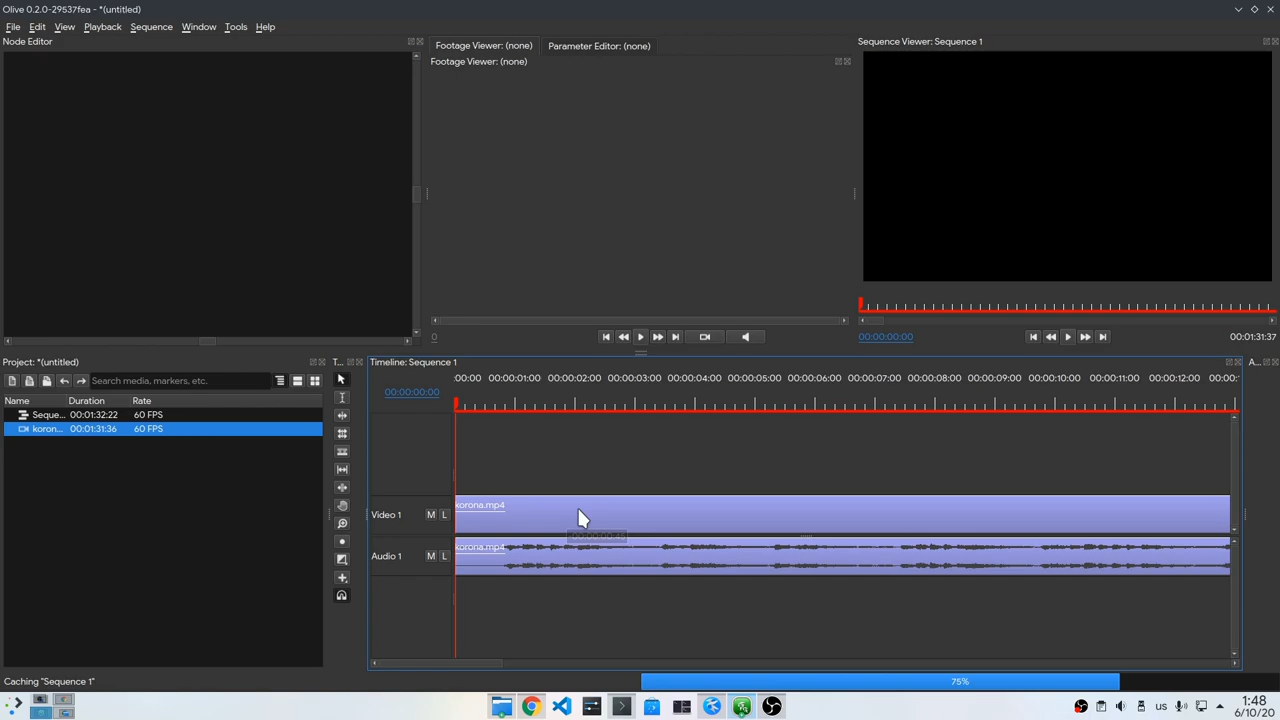 Olive 0.2.0-29537fea - *(untitled)
File Edit View Playback Sequence Window Tools Help
Node Editor
Footage Viewer: (none) Parameter Editor: (none)
Footage Viewer: (none)
Sequence Viewer: Sequence 1
0
00:00:00:00 00:01:31:37
Project: *(untitled)
T...
Timeline: Sequence 1
A...
Search media, markers, etc.
Name Duration Rate
Seque... 00:01:32:22 60 FPS
koron... 00:01:31:36 60 FPS
00:00:00:00
:00:00 00:00:01:00 00:00:02:00 00:00:03:00 00:00:04:00 00:00:05:00 00:00:06:00 00:00:07:00 00:00:08:00 00:00:09:00 00:00:10:00 00:00:11:00 00:00:12:00 00:00:
korona.mp4
Video 1 M L
-00:00:00:45
korona.mp4
Audio 1 M L
Caching "Sequence 1"
75%
us
1:48
6/10/20